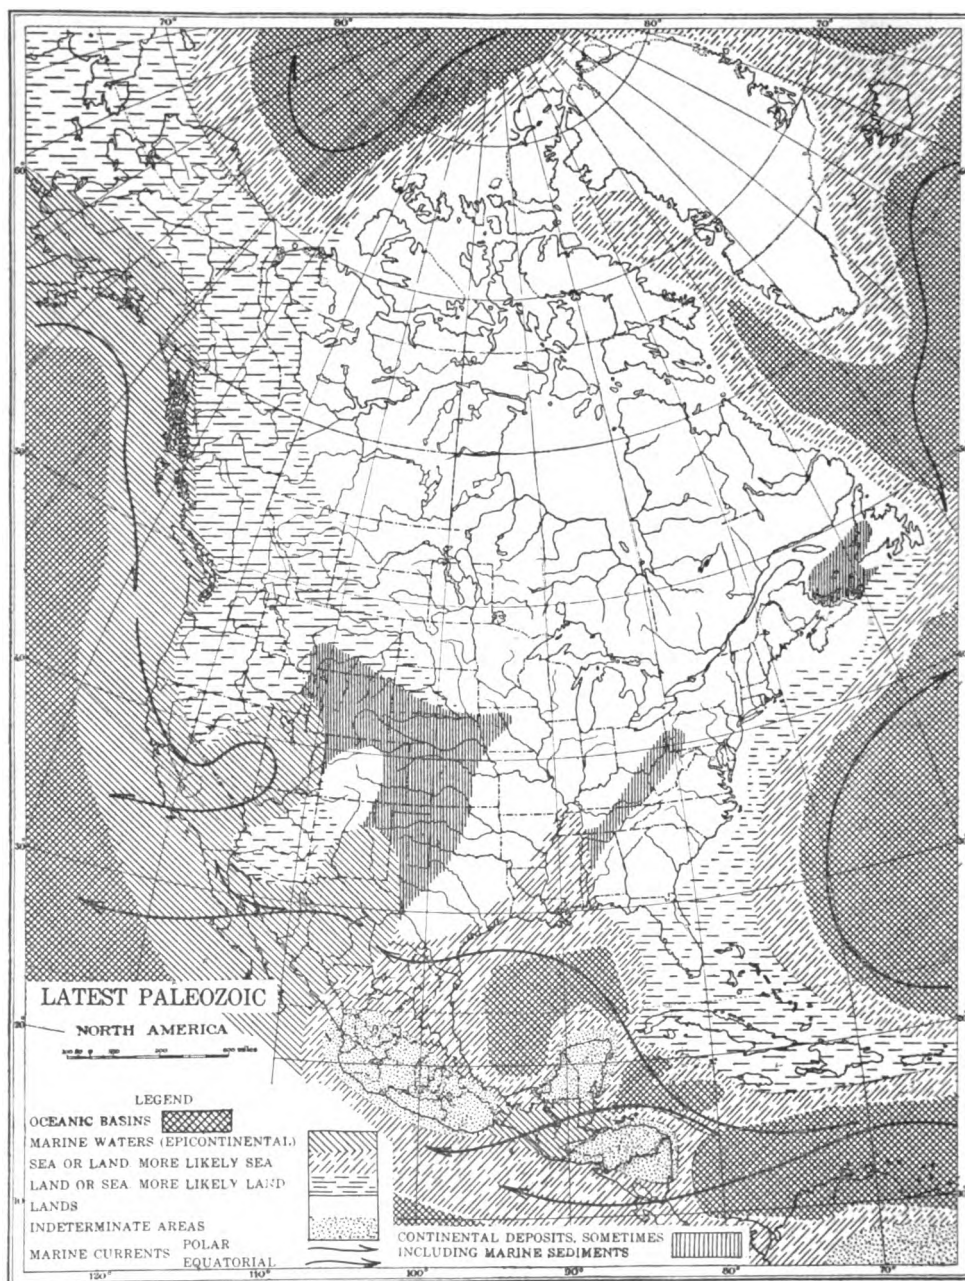 70° 80° 80° 70°
60
50
40
30
20
10
LATEST PALEOZOIC
NORTH AMERICA
LEGEND
OCEANIC BASINS
MARINE WATERS (EPICONTINENTAL)
SEA OR LAND MORE LIKELY SEA
LAND OR SEA MORE LIKELY LAND
LANDS
INDETERMINATE AREAS
MARINE CURRENTS POLAR
EQUATORIAL
CONTINENTAL DEPOSITS, SOMETIMES
INCLUDING MARINE SEDIMENTS
120° 110° 100° 90° 80° 70°